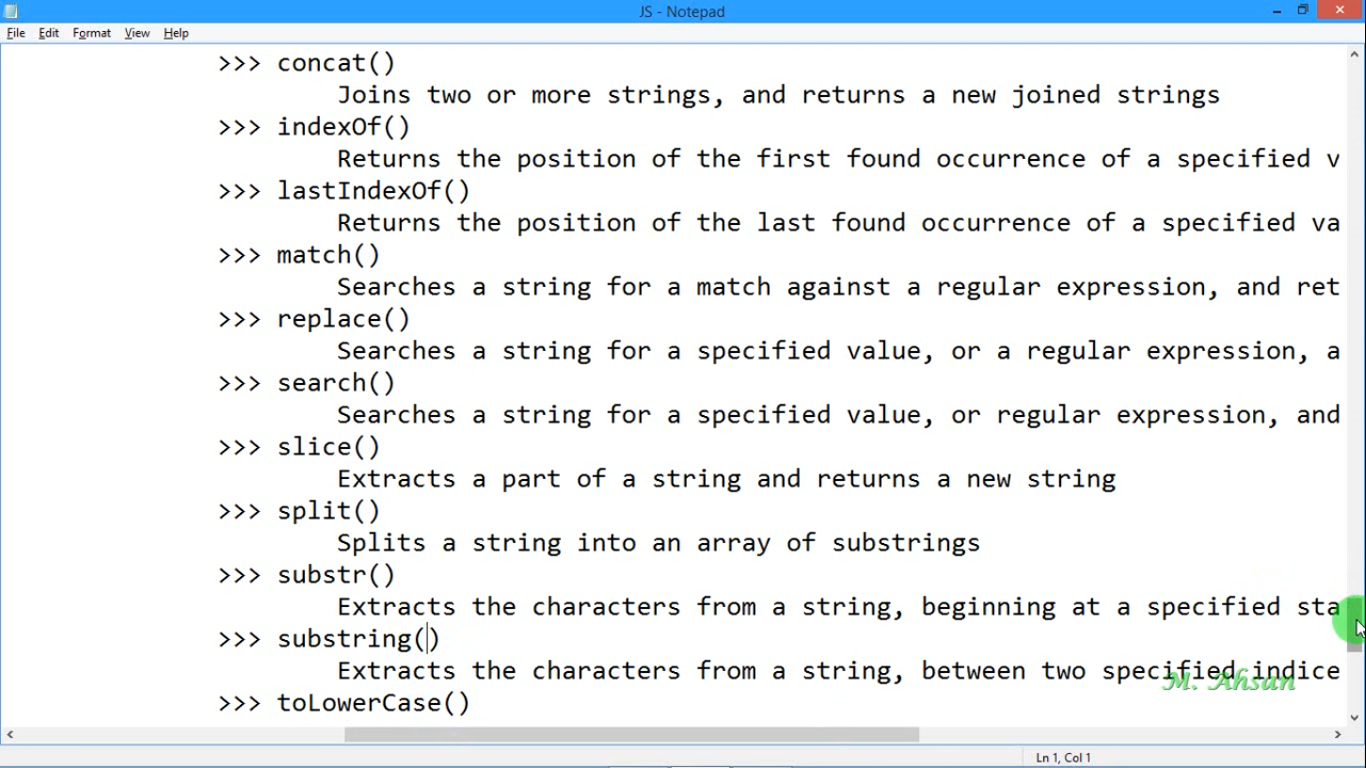 JS - Notepad
File Edit Format View Help
>>> concat()
Joins two or more strings, and returns a new joined strings
>>> indexOf()
Returns the position of the first found occurrence of a specified v
>>> lastIndexOf()
Returns the position of the last found occurrence of a specified va
>>> match()
Searches a string for a match against a regular expression, and ret
>>> replace()
Searches a string for a specified value, or a regular expression, a
>>> search()
Searches a string for a specified value, or regular expression, and
>>> slice()
Extracts a part of a string and returns a new string
>>> split()
Splits a string into an array of substrings
>>> substr()
Extracts the characters from a string, beginning at a specified sta
>>> substring()
Extracts the characters from a string, between two specified indice
M. Ahsan
>>> toLowerCase()
Ln 1, Col 1